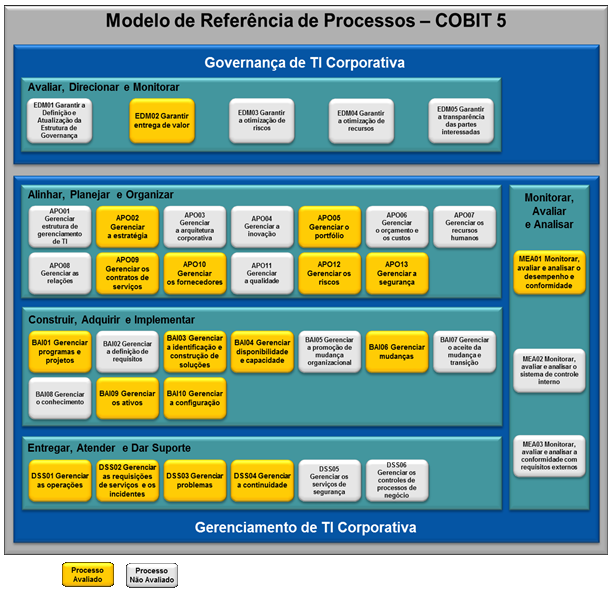 Modelo de Referência de Processos – COBIT 5
Governança de TI Corporativa
Avaliar, Direcionar e Monitorar
EDM01 Garantir a
Definição e
Atualização da
Estrutura de
Governança
EDM02 Garantir
entrega de valor
EDM03 Garantir
a otimização de
riscos
EDM04 Garantir
a otimização de
recursos
EDM05 Garantir
a transparência
das partes
interessadas
Alinhar, Planejar e Organizar
APO01
Gerenciar
estrutura de
gerenciamento
de TI
APO02
Gerenciar
a estratégia
APO03
Gerenciar
a arquitetura
corporativa
APO04
Gerenciar a
inovação
APO05
Gerenciar o
portfólio
APO06
Gerenciar
o orçamento e
os custos
APO07
Gerenciar os
recursos
humanos
APO08
Gerenciar as
relações
APO09
Gerenciar os
contratos de
serviços
APO10
Gerenciar
os fornecedores
APO11
Gerenciar
a qualidade
APO12
Gerenciar os
riscos
APO13
Gerenciar a
segurança
Construir, Adquirir e Implementar
BAI01 Gerenciar
programas e
projetos
BAI02 Gerenciar
a definição de
requisitos
BAI03 Gerenciar
a identificação e
construção de
soluções
BAI04 Gerenciar
disponibilidade
e capacidade
BAI05 Gerenciar
a promoção de
mudança
organizacional
BAI06 Gerenciar
mudanças
BAI07 Gerenciar
o aceite da
mudança e
transição
BAI08 Gerenciar
o conhecimento
BAI09 Gerenciar
os ativos
BAI10 Gerenciar
a configuração
Entregar, Atender e Dar Suporte
DSS01 Gerenciar
as operações
DSS02 Gerenciar
as requisições
de serviços e os
incidentes
DSS03 Gerenciar
problemas
DSS04 Gerenciar
a continuidade
DSS05
Gerenciar os
serviços de
segurança
DSS06
Gerenciar os
controles de
processos de
negócio
Monitorar,
Avaliar
e Analisar
MEA01 Monitorar,
avaliar e analisar o
desempenho e
conformidade
MEA02 Monitorar,
avaliar e analisar o
sistema de controle
interno
MEA03 Monitorar,
avaliar e analisar a
conformidade com
requisitos externos
Gerenciamento de TI Corporativa
Processo
Avaliado
Processo
Não Avaliado